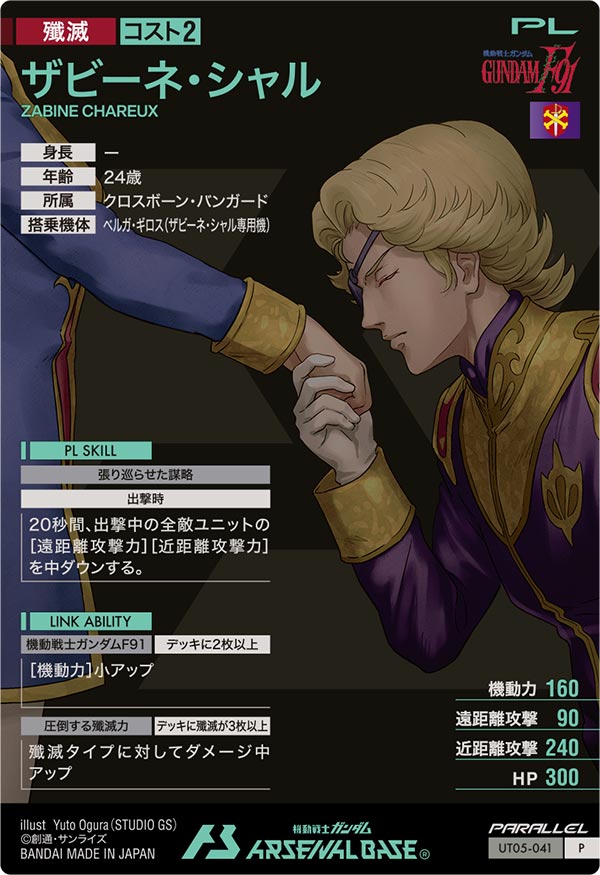 殲滅 コスト2
PL
ザビーネ・シャル
ZABINE CHAREUX
機動戦士ガンダム
GUNDAM F91
身長 ー
年齢 24歳
所属 クロスボーン・バンガード
搭乗機体 ベルガ・ギロス(ザビーネ・シャル専用機)
PL SKILL
張り巡らせた謀略
出撃時
20秒間、出撃中の全敵ユニットの
[遠距離攻撃力][近距離攻撃力]
を中ダウンする。
LINK ABILITY
機動戦士ガンダムF91 デッキに2枚以上
[機動力]小アップ
圧倒する殲滅力 デッキに殲滅が3枚以上
殲滅タイプに対してダメージ中
アップ
機動力 160
遠距離攻撃 90
近距離攻撃 240
HP 300
illust Yuto Ogura(STUDIO GS)
©創通・サンライズ
BANDAI MADE IN JAPAN
機動戦士ガンダム
AB ARSENAL BASE®
PARALLEL
UT05-041 P